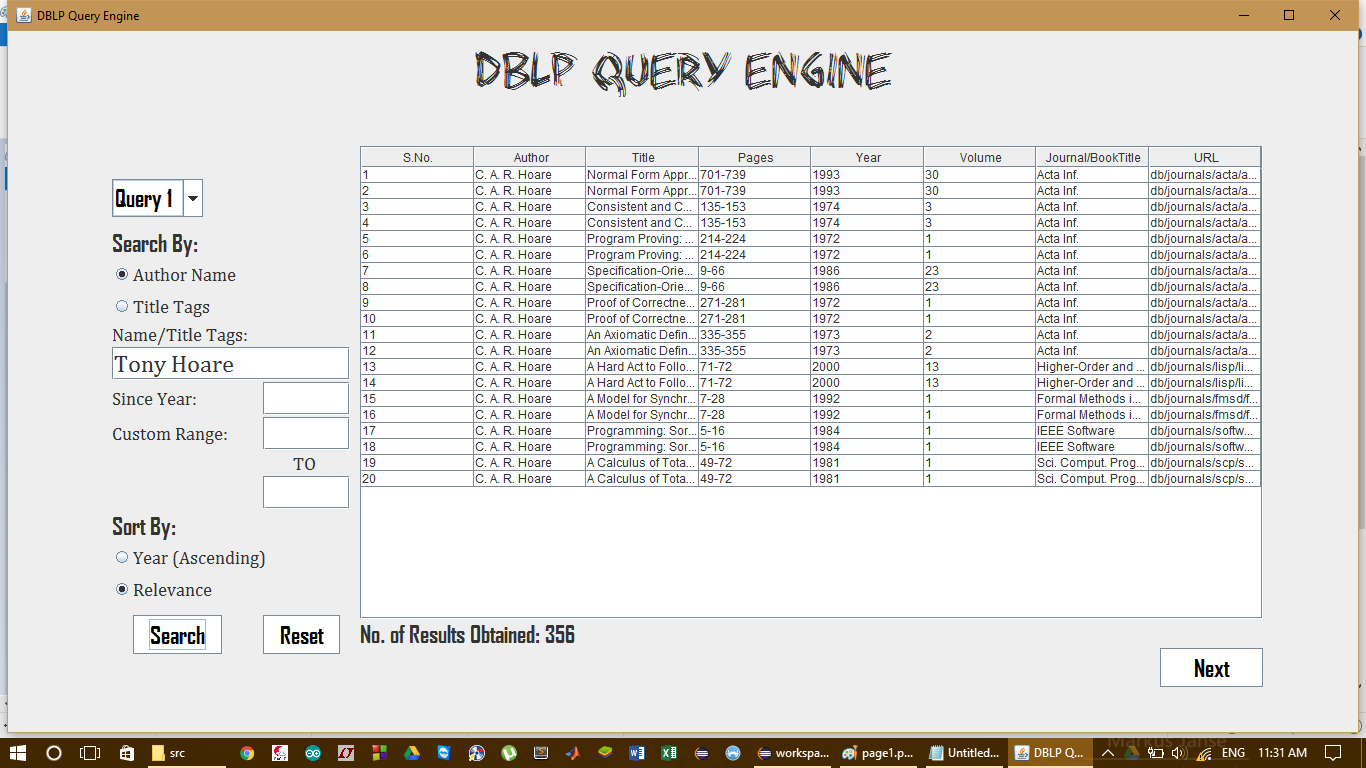 DBLP Query Engine
DBLP QUERY ENGINE
Query 1
Search By:
Author Name
Title Tags
Name/Title Tags:
Tony Hoare
Since Year:
Custom Range:
TO
Sort By:
Year (Ascending)
Relevance
Search Reset
S.No. Author Title Pages Year Volume Journal/BookTitle URL
1 C. A. R. Hoare Normal Form Appr... 701-739 1993 30 Acta Inf. db/journals/acta/a...
2 C. A. R. Hoare Normal Form Appr... 701-739 1993 30 Acta Inf. db/journals/acta/a...
3 C. A. R. Hoare Consistent and C... 135-153 1974 3 Acta Inf. db/journals/acta/a...
4 C. A. R. Hoare Consistent and C... 135-153 1974 3 Acta Inf. db/journals/acta/a...
5 C. A. R. Hoare Program Proving: ... 214-224 1972 1 Acta Inf. db/journals/acta/a...
6 C. A. R. Hoare Program Proving: ... 214-224 1972 1 Acta Inf. db/journals/acta/a...
7 C. A. R. Hoare Specification-Orie... 9-66 1986 23 Acta Inf. db/journals/acta/a...
8 C. A. R. Hoare Specification-Orie... 9-66 1986 23 Acta Inf. db/journals/acta/a...
9 C. A. R. Hoare Proof of Correctne... 271-281 1972 1 Acta Inf. db/journals/acta/a...
10 C. A. R. Hoare Proof of Correctne... 271-281 1972 1 Acta Inf. db/journals/acta/a...
11 C. A. R. Hoare An Axiomatic Defin... 335-355 1973 2 Acta Inf. db/journals/acta/a...
12 C. A. R. Hoare An Axiomatic Defin... 335-355 1973 2 Acta Inf. db/journals/acta/a...
13 C. A. R. Hoare A Hard Act to Follo... 71-72 2000 13 Higher-Order and ... db/journals/lisp/li...
14 C. A. R. Hoare A Hard Act to Follo... 71-72 2000 13 Higher-Order and ... db/journals/lisp/li...
15 C. A. R. Hoare A Model for Synchr... 7-28 1992 1 Formal Methods i... db/journals/fmsd/f...
16 C. A. R. Hoare A Model for Synchr... 7-28 1992 1 Formal Methods i... db/journals/fmsd/f...
17 C. A. R. Hoare Programming: Sor... 5-16 1984 1 IEEE Software db/journals/softw...
18 C. A. R. Hoare Programming: Sor... 5-16 1984 1 IEEE Software db/journals/softw...
19 C. A. R. Hoare A Calculus of Tota... 49-72 1981 1 Sci. Comput. Prog... db/journals/scp/s...
20 C. A. R. Hoare A Calculus of Tota... 49-72 1981 1 Sci. Comput. Prog... db/journals/scp/s...
No. of Results Obtained: 356
Next
src workspa... page1.p... Untitled... DBLP Q... ENG 11:31 AM